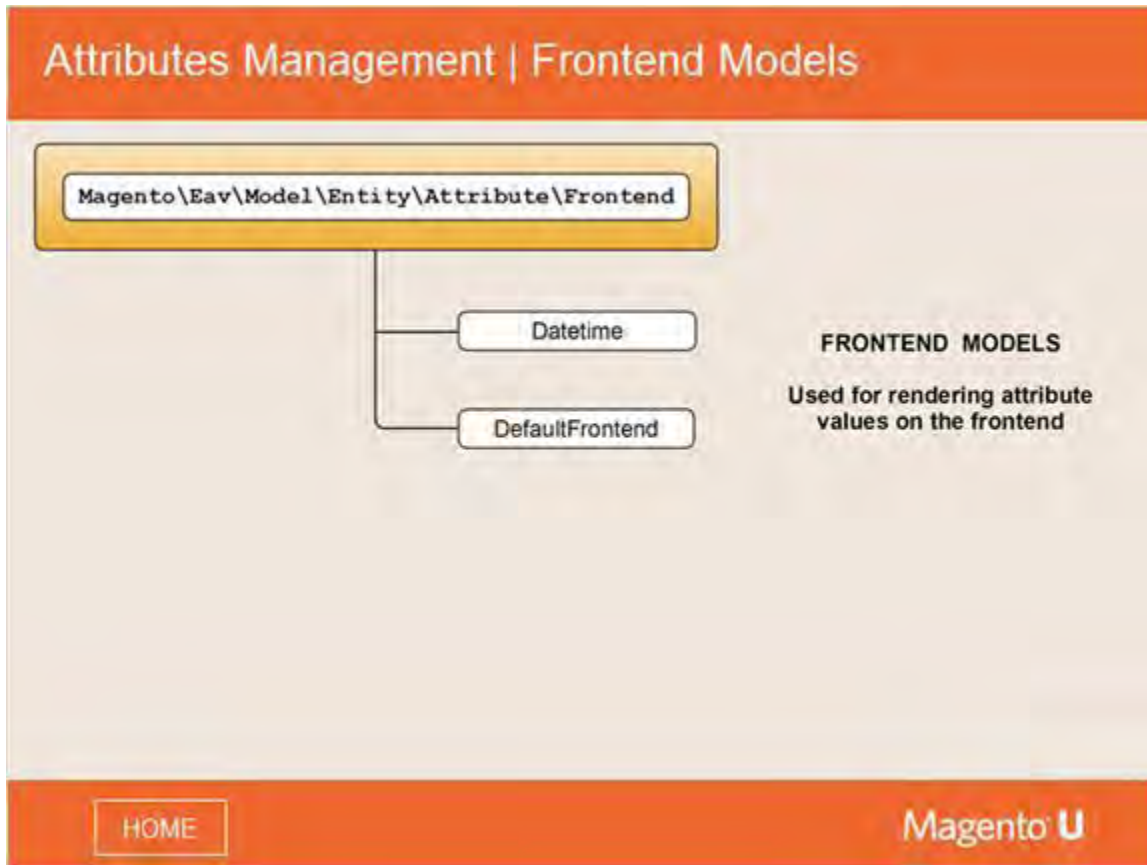 Attributes Management | Frontend Models
Magento\Eav\Model\Entity\Attribute\Frontend
Datetime
DefaultFrontend
FRONTEND MODELS
Used for rendering attribute
values on the frontend
HOME
Magento U